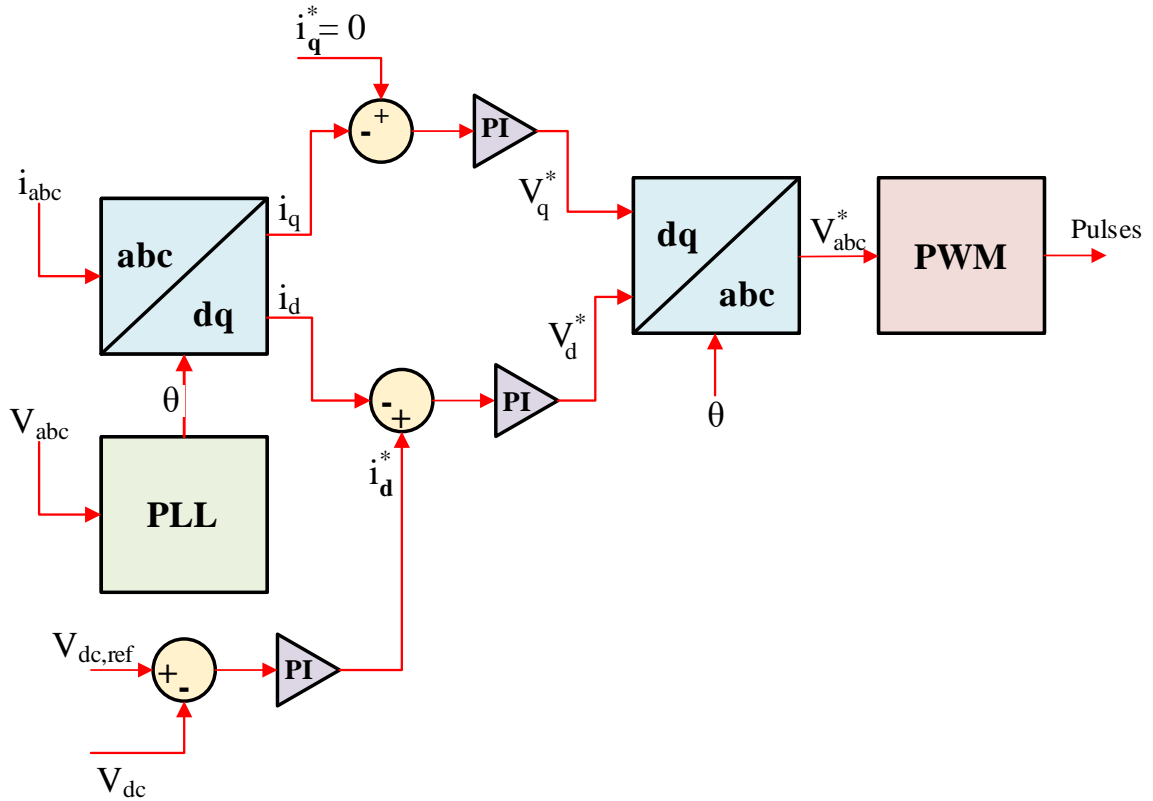 i*q = 0
+
-
PI
iabc
iq
abc
dq
V*q
dq
abc
V*abc
PWM
Pulses
id
V*d
-
+
PI
θ
θ
Vabc
i*d
PLL
Vdc,ref
+
-
PI
Vdc